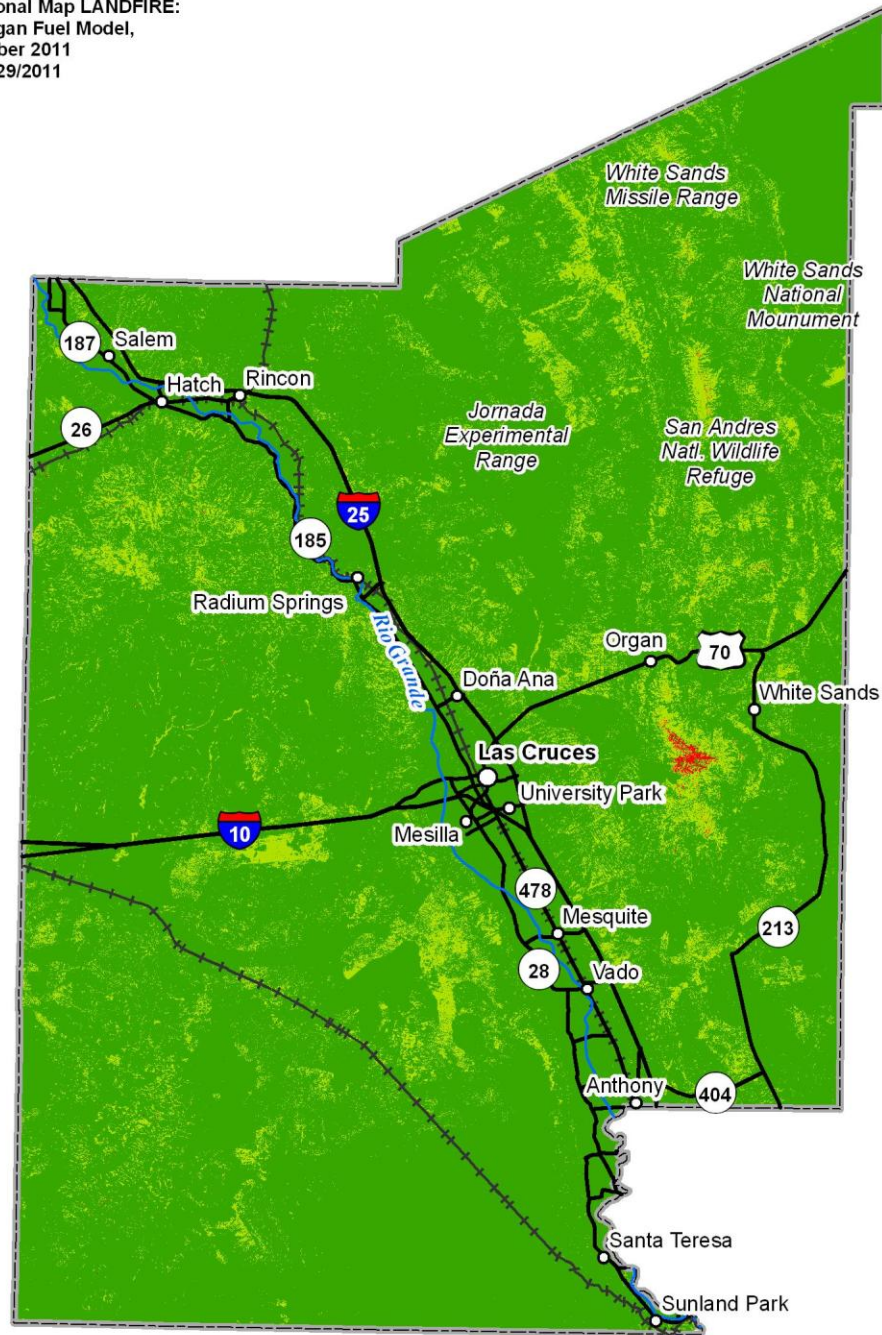 onal Map LANDFIRE:
gan Fuel Model,
ber 2011
29/2011
White Sands
Missile Range
White Sands
National
Mounument
187
Salem
Hatch
Rincon
26
Jornada
Experimental
Range
San Andres
Natl. Wildlife
Refuge
25
185
Radium Springs
Rio Grande
Organ
70
Doña Ana
White Sands
Las Cruces
University Park
10
Mesilla
478
Mesquite
213
28
Vado
Anthony
404
Santa Teresa
Sunland Park